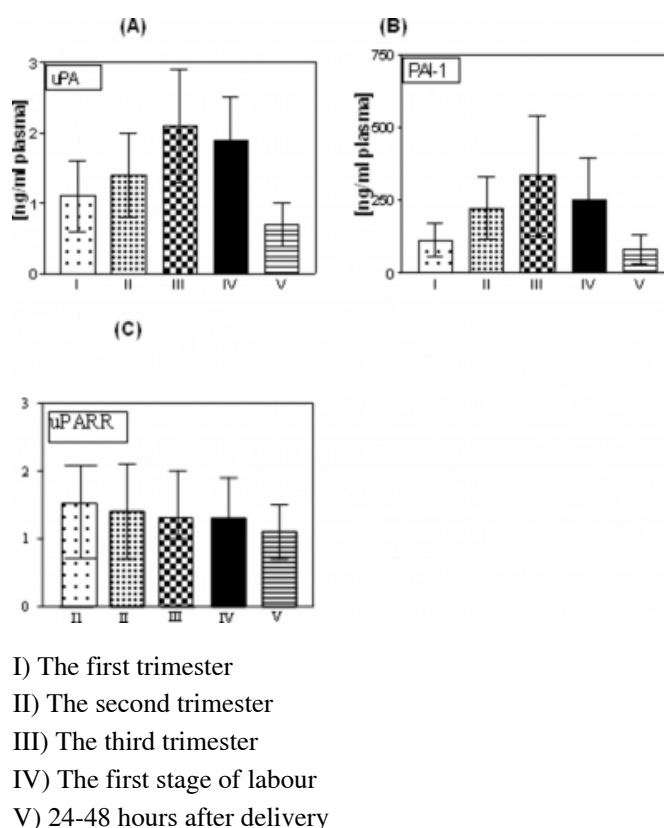 (A)
(B)
3
2
1
0
uPA
[ng/ml plasma]
I II III IV V
750
500
250
0
PAI-1
[ng/ml plasma]
I II III IV V
(C)
3
2
1
0
uPARR
I1 II III IV V
I) The first trimester
II) The second trimester
III) The third trimester
IV) The first stage of labour
V) 24-48 hours after delivery